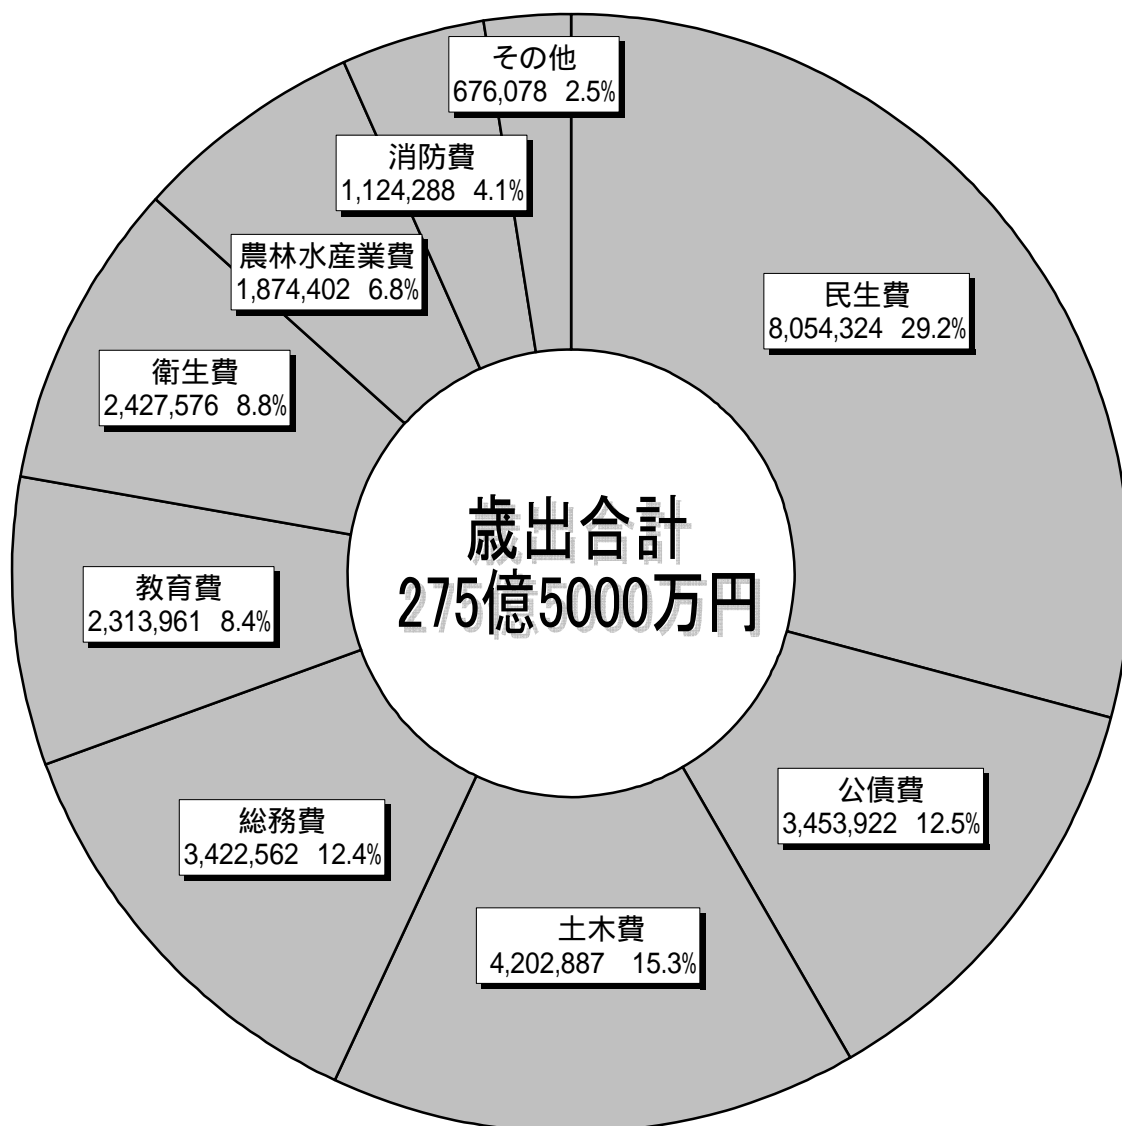 その他
676,078 2.5%
消防費
1,124,288 4.1%
農林水産業費
1,874,402 6.8%
民生費
8,054,324 29.2%
衛生費
2,427,576 8.8%
歳出合計
275億5000万円
教育費
2,313,961 8.4%
公債費
3,453,922 12.5%
総務費
3,422,562 12.4%
土木費
4,202,887 15.3%